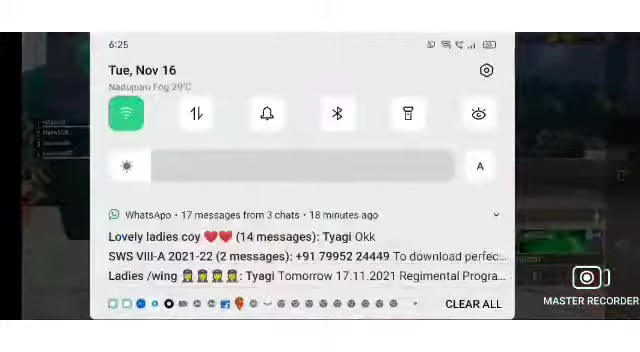 6:25
Tue, Nov 16
Nadupuru Fog 29°C
A
WhatsApp • 17 messages from 3 chats • 18 minutes ago
Lovely ladies coy ❤️❤️ (14 messages): Tyagi Okk
SWS VIII-A 2021-22 (2 messages): +91 79952 24449 To download perfec...
Ladies /wing 💂‍♀️💂‍♀️💂‍♀️💂‍♀️: Tyagi Tomorrow 17.11.2021 Regimental Progra...
CLEAR ALL
MASTER RECORDER